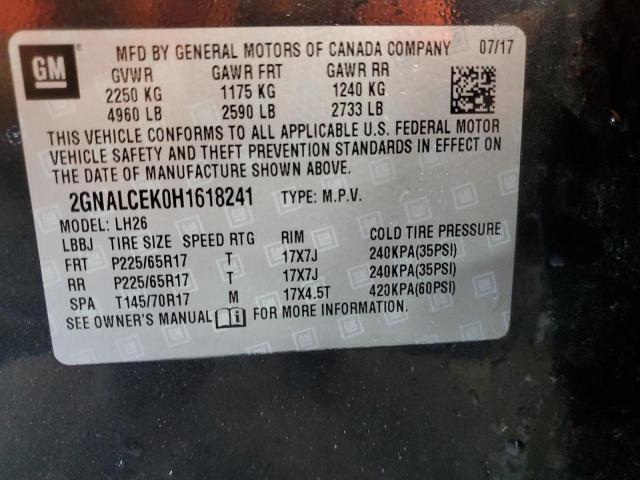 GM
MFD BY GENERAL MOTORS OF CANADA COMPANY 07/17
GVWR GAWR FRT GAWR RR
2250 KG 1175 KG 1240 KG
4960 LB 2590 LB 2733 LB
THIS VEHICLE CONFORMS TO ALL APPLICABLE U.S. FEDERAL MOTOR
VEHICLE SAFETY AND THEFT PREVENTION STANDARDS IN EFFECT ON
THE DATE OF MANUFACTURE SHOWN ABOVE.
2GNALCEK0H1618241 TYPE: M.P.V.
MODEL: LH26
LBBJ TIRE SIZE SPEED RTG RIM COLD TIRE PRESSURE
FRT P225/65R17 T 17X7J 240KPA(35PSI)
RR P225/65R17 T 17X7J 240KPA(35PSI)
SPA T145/70R17 M 17X4.5T 420KPA(60PSI)
SEE OWNER'S MANUAL FOR MORE INFORMATION.